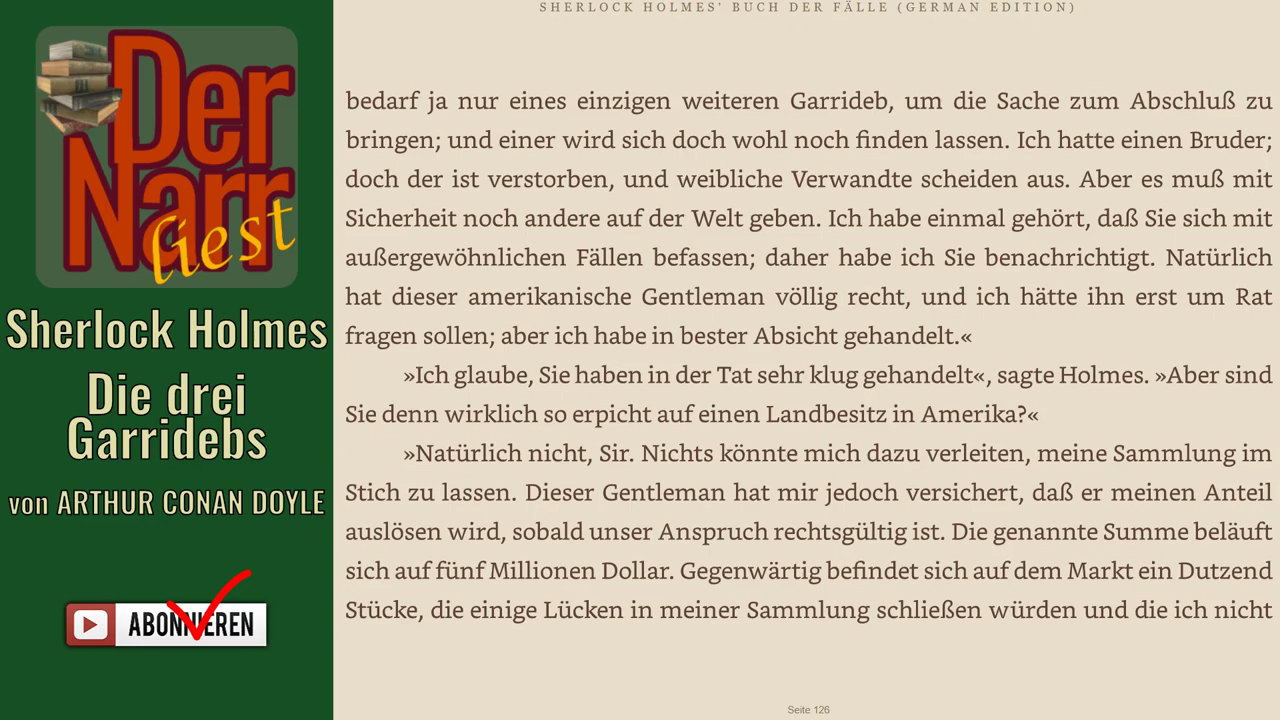 Der
Narr
liest
Sherlock Holmes
Die drei
Garridebs
von ARTHUR CONAN DOYLE
ABONNIEREN
SHERLOCK HOLMES' BUCH DER FÄLLE (GERMAN EDITION)
bedarf ja nur eines einzigen weiteren Garrideb, um die Sache zum Abschluß zu
bringen; und einer wird sich doch wohl noch finden lassen. Ich hatte einen Bruder;
doch der ist verstorben, und weibliche Verwandte scheiden aus. Aber es muß mit
Sicherheit noch andere auf der Welt geben. Ich habe einmal gehört, daß Sie sich mit
außergewöhnlichen Fällen befassen; daher habe ich Sie benachrichtigt. Natürlich
hat dieser amerikanische Gentleman völlig recht, und ich hätte ihn erst um Rat
fragen sollen; aber ich habe in bester Absicht gehandelt.«
»Ich glaube, Sie haben in der Tat sehr klug gehandelt«, sagte Holmes. »Aber sind
Sie denn wirklich so erpicht auf einen Landbesitz in Amerika?«
»Natürlich nicht, Sir. Nichts könnte mich dazu verleiten, meine Sammlung im
Stich zu lassen. Dieser Gentleman hat mir jedoch versichert, daß er meinen Anteil
auslösen wird, sobald unser Anspruch rechtsgültig ist. Die genannte Summe beläuft
sich auf fünf Millionen Dollar. Gegenwärtig befindet sich auf dem Markt ein Dutzend
Stücke, die einige Lücken in meiner Sammlung schließen würden und die ich nicht
Seite 126